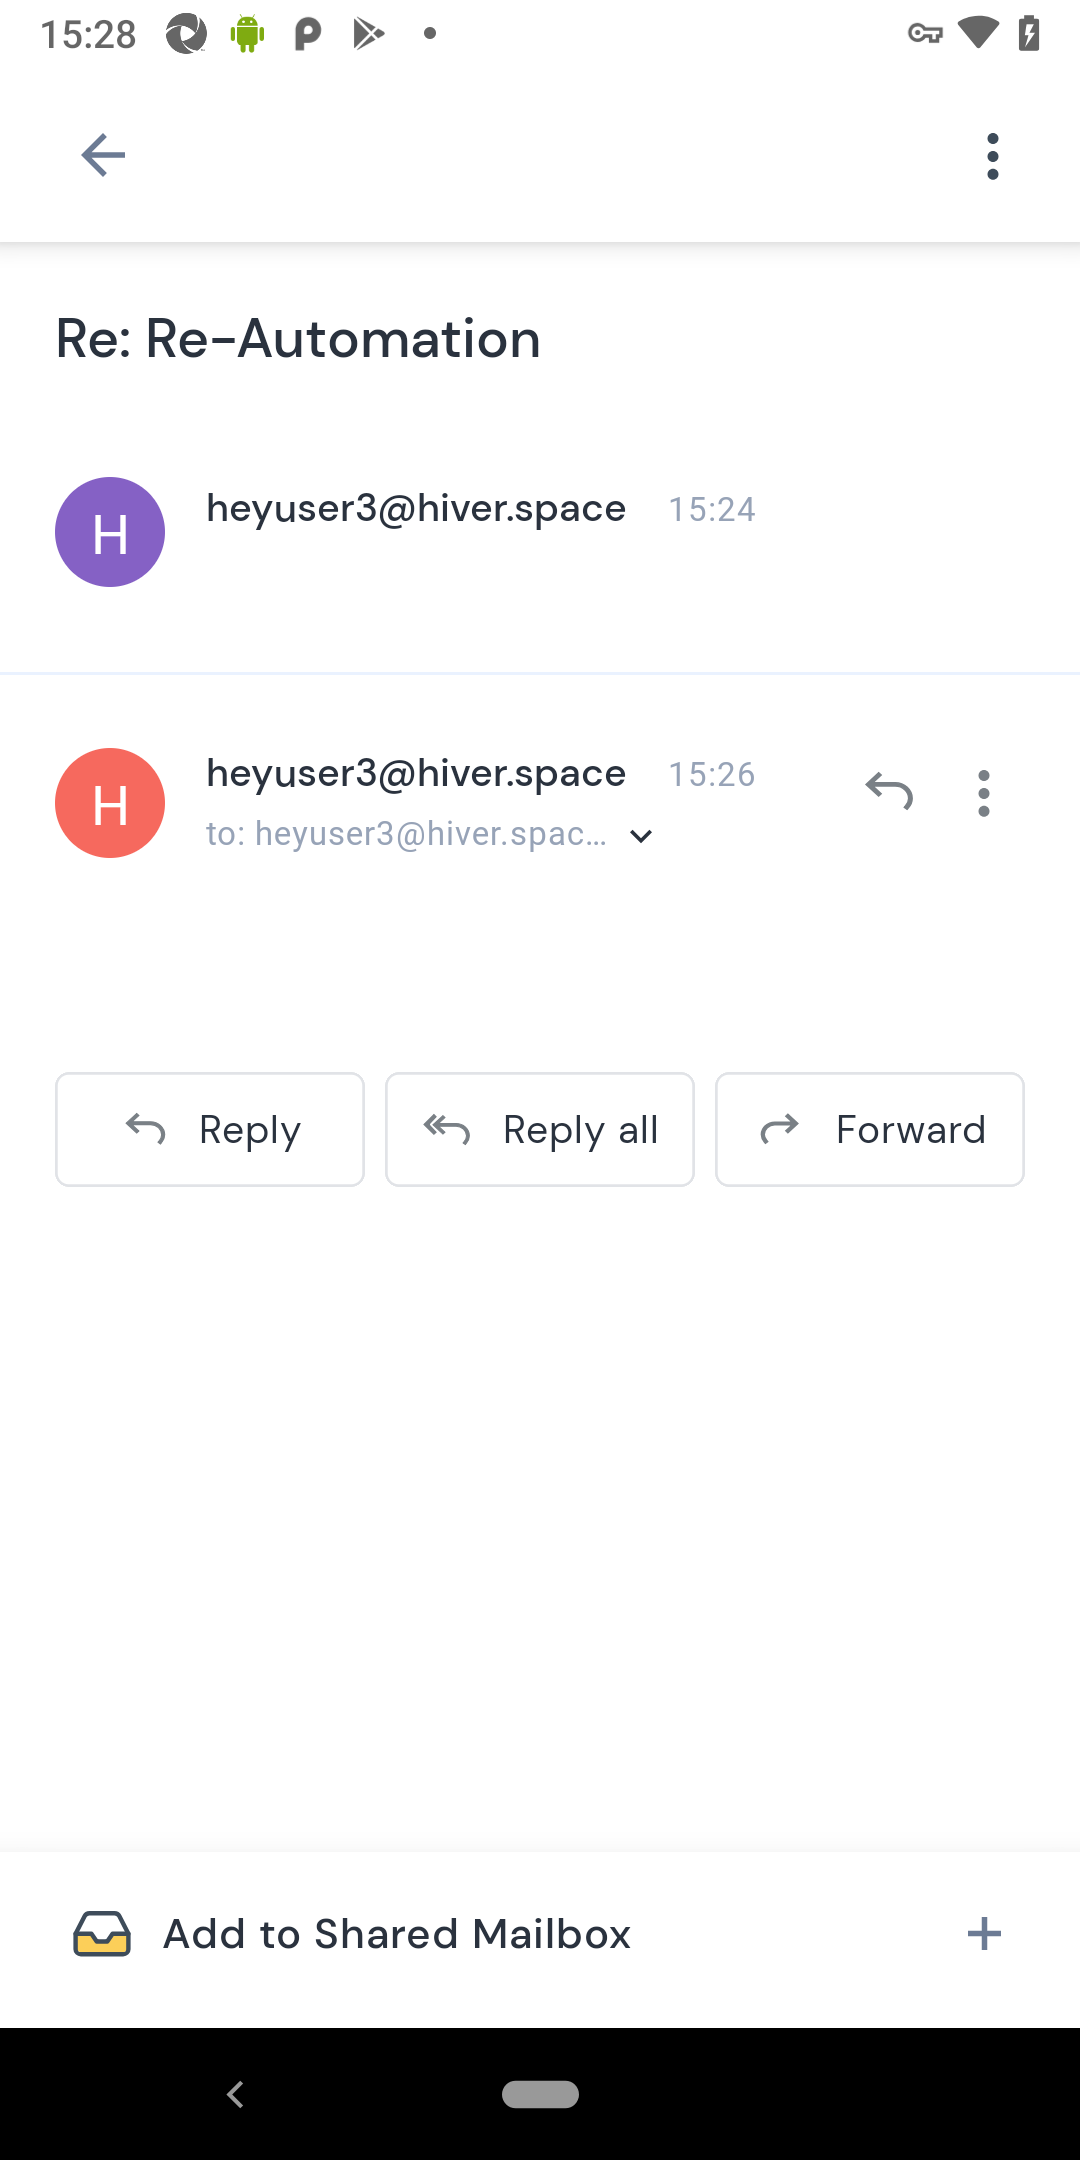 15:28
Re: Re-Automation
H
heyuser3@hiver.space 15:24
H
heyuser3@hiver.space 15:26
to: heyuser3@hiver.spac...
Reply
Reply all
Forward
Add to Shared Mailbox